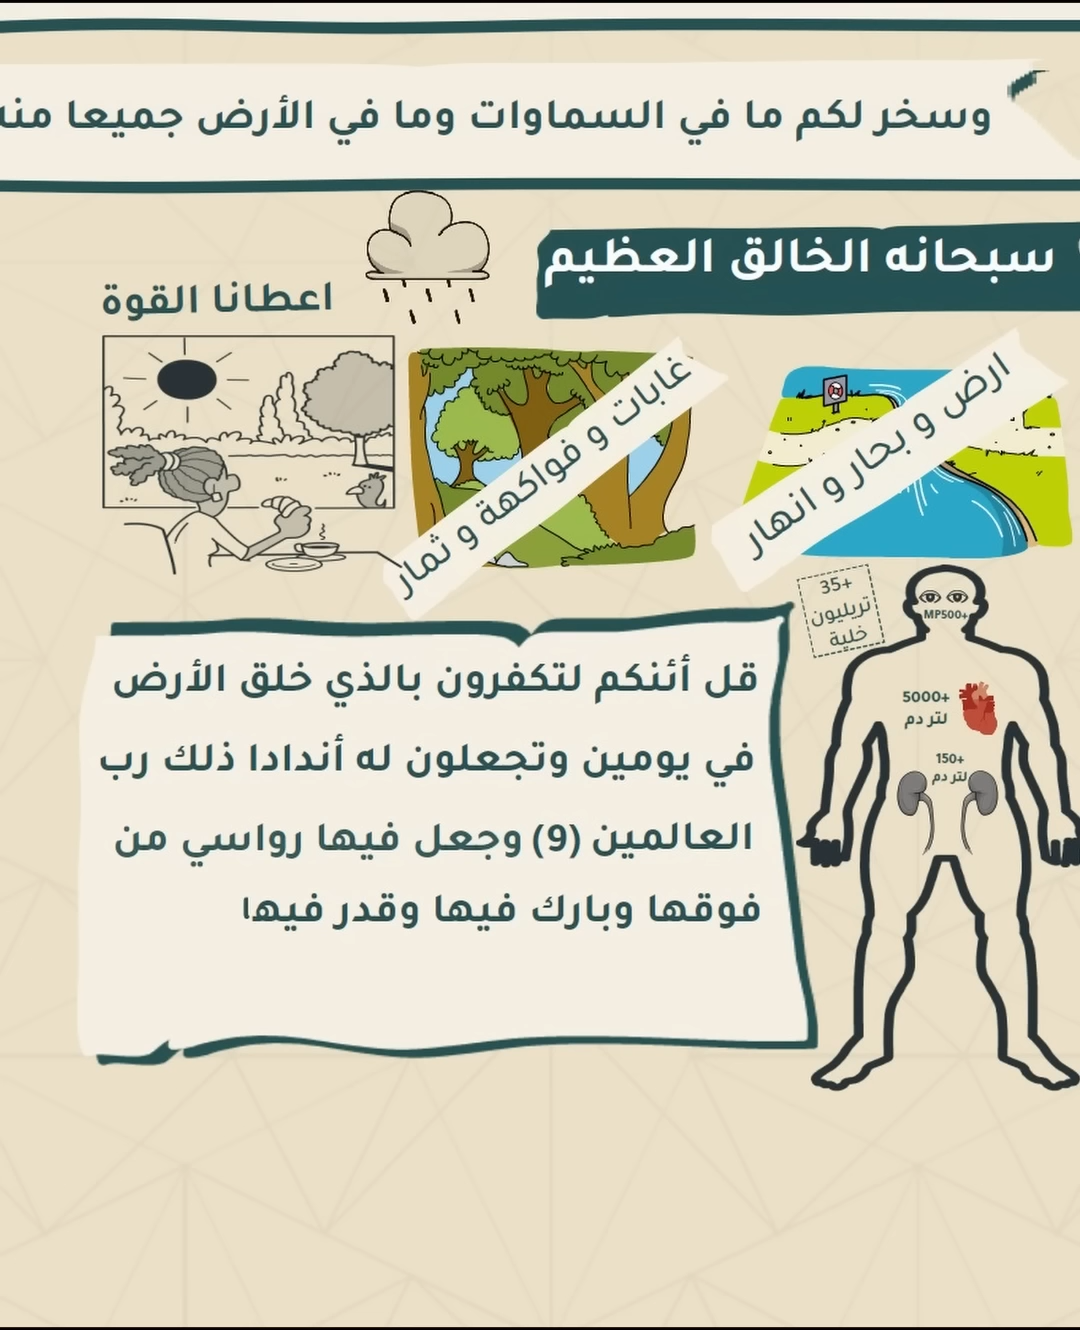 وسخر لكم ما في السماوات وما في الأرض جميعا منه
سبحانه الخالق العظيم
اعطانا القوة
ارض و بحار و انهار
غابات و فواكهة و ثمار
35+
تريليون
خلية
MP500+
5000+
لتر دم
150+
لتر دم
قل أئنكم لتكفرون بالذي خلق الأرض
في يومين وتجعلون له أندادا ذلك رب
العالمين (9) وجعل فيها رواسي من
فوقها وبارك فيها وقدر فيها